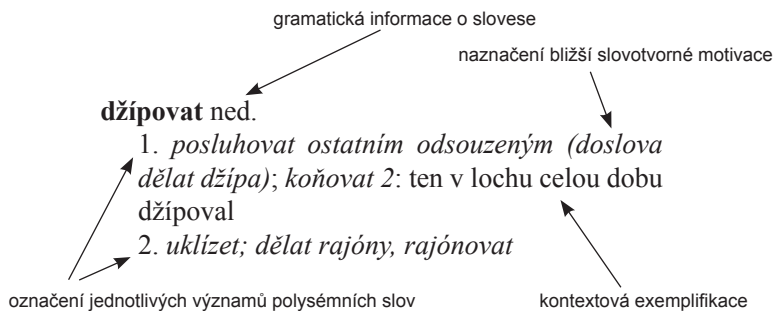 gramatická informace o slovese
naznačení bližší slovotvorné motivace
džípovat ned.
1. posluhovat ostatním odsouzeným (doslova
dělat džípa); koňovat 2: ten v lochu celou dobu
džípoval
2. uklízet; dělat rajóny, rajónovat
označení jednotlivých významů polysémních slov
kontextová exemplifikace